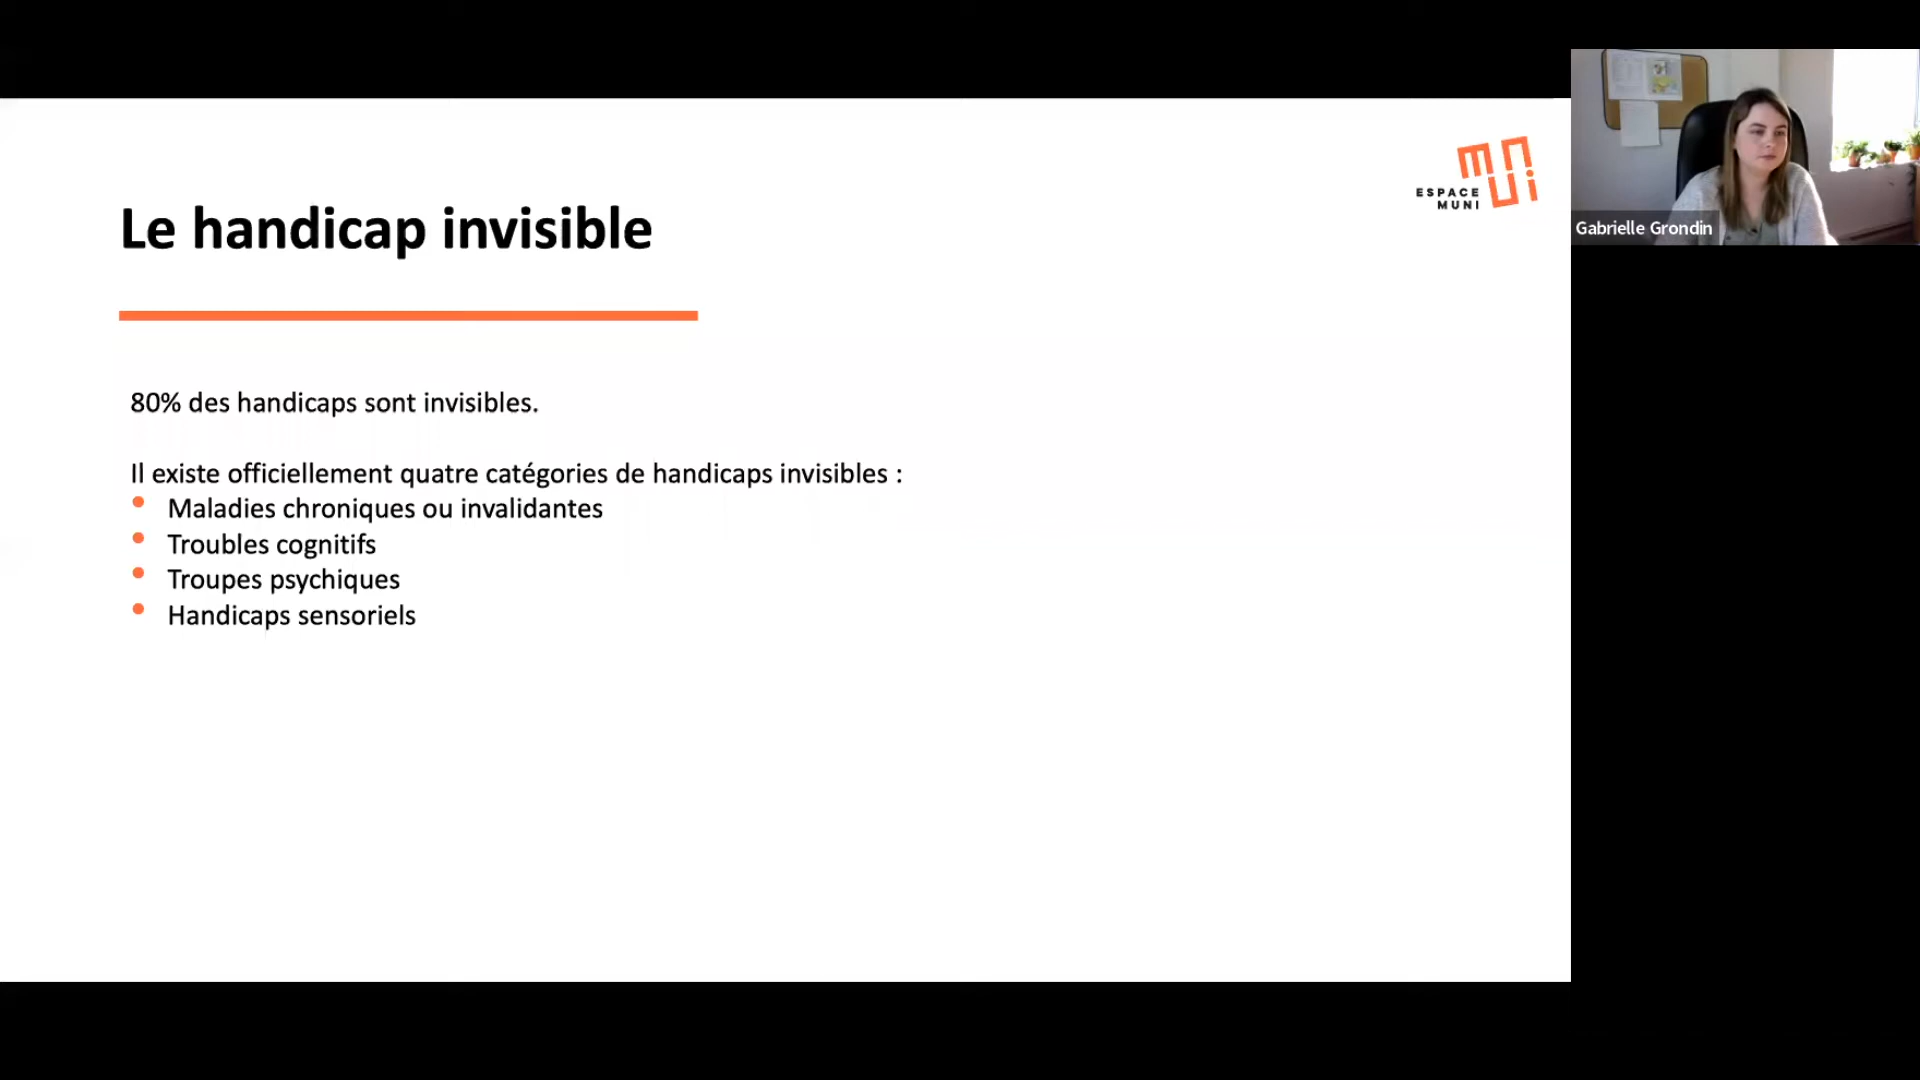 Le handicap invisible
80% des handicaps sont invisibles.
Il existe officiellement quatre catégories de handicaps invisibles :
Maladies chroniques ou invalidantes
Troubles cognitifs
Troupes psychiques
Handicaps sensoriels
ESPACE
MUNI
muni
Gabrielle Grondin